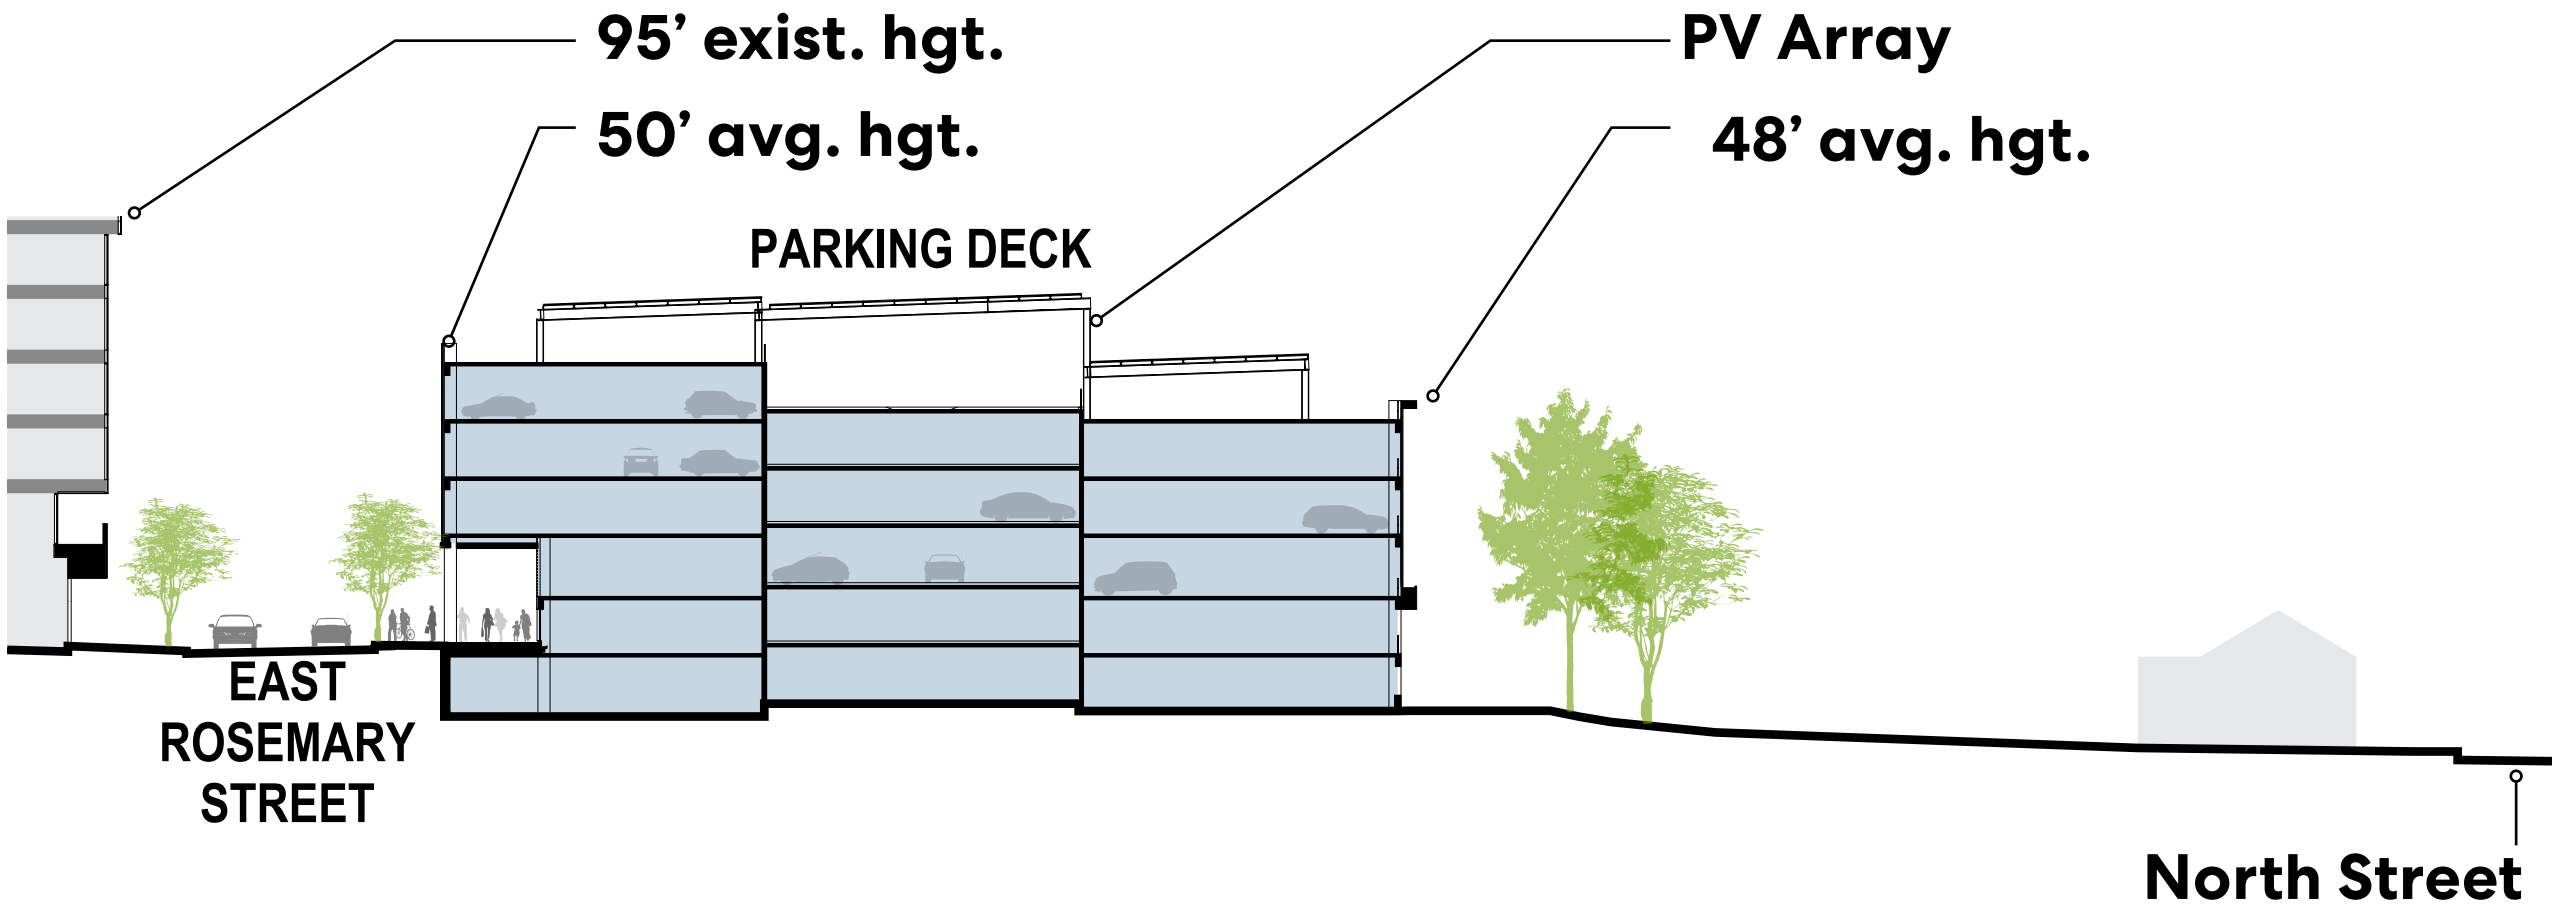 95’ exist. hgt.
PV Array
50’ avg. hgt.
48’ avg. hgt.
PARKING DECK
EAST
ROSEMARY
STREET
North Street